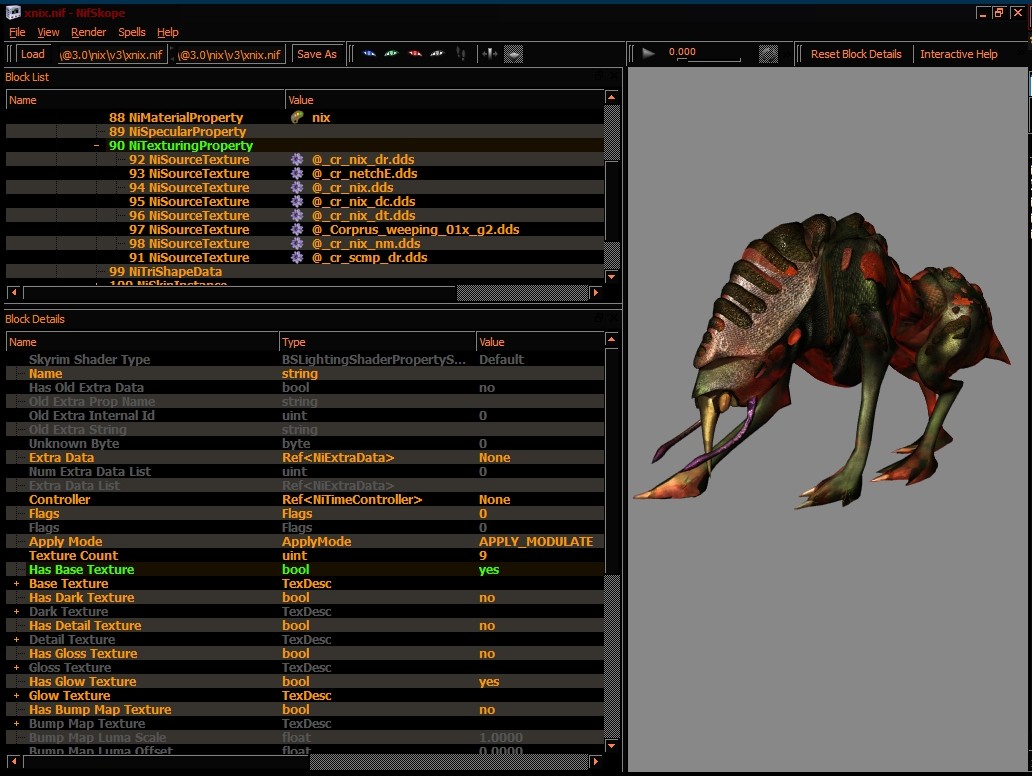 xnix.nif - NifSkope
File View Render Spells Help
Load \@3.0\nix\v3\xnix.nif \@3.0\nix\v3\xnix.nif Save As 0.000 Reset Block Details Interactive Help
Block List
Name Value
88 NiMaterialProperty nix
89 NiSpecularProperty
90 NiTexturingProperty
92 NiSourceTexture @_cr_nix_dr.dds
93 NiSourceTexture @_cr_netchE.dds
94 NiSourceTexture @_cr_nix.dds
95 NiSourceTexture @_cr_nix_dc.dds
96 NiSourceTexture @_cr_nix_dt.dds
97 NiSourceTexture @_Corprus_weeping_01x_g2.dds
98 NiSourceTexture @_cr_nix_nm.dds
91 NiSourceTexture @_cr_scmp_dr.dds
99 NiTriShapeData
100 NiSkinInstance
Block Details
Name Type Value
Skyrim Shader Type BSLightingShaderPropertyS... Default
Name string
Has Old Extra Data bool no
Old Extra Prop Name string
Old Extra Internal Id uint 0
Old Extra String string
Unknown Byte byte 0
Extra Data Ref<NiExtraData> None
Num Extra Data List uint 0
Extra Data List Ref<NiExtraData>
Controller Ref<NiTimeController> None
Flags Flags 0
Flags Flags 0
Apply Mode ApplyMode APPLY_MODULATE
Texture Count uint 9
Has Base Texture bool yes
Base Texture TexDesc
Has Dark Texture bool no
Dark Texture TexDesc
Has Detail Texture bool no
Detail Texture TexDesc
Has Gloss Texture bool no
Gloss Texture TexDesc
Has Glow Texture bool yes
Glow Texture TexDesc
Has Bump Map Texture bool no
Bump Map Texture TexDesc
Bump Map Luma Scale float 1.0000
Bump Map Luma Offset float 0.0000